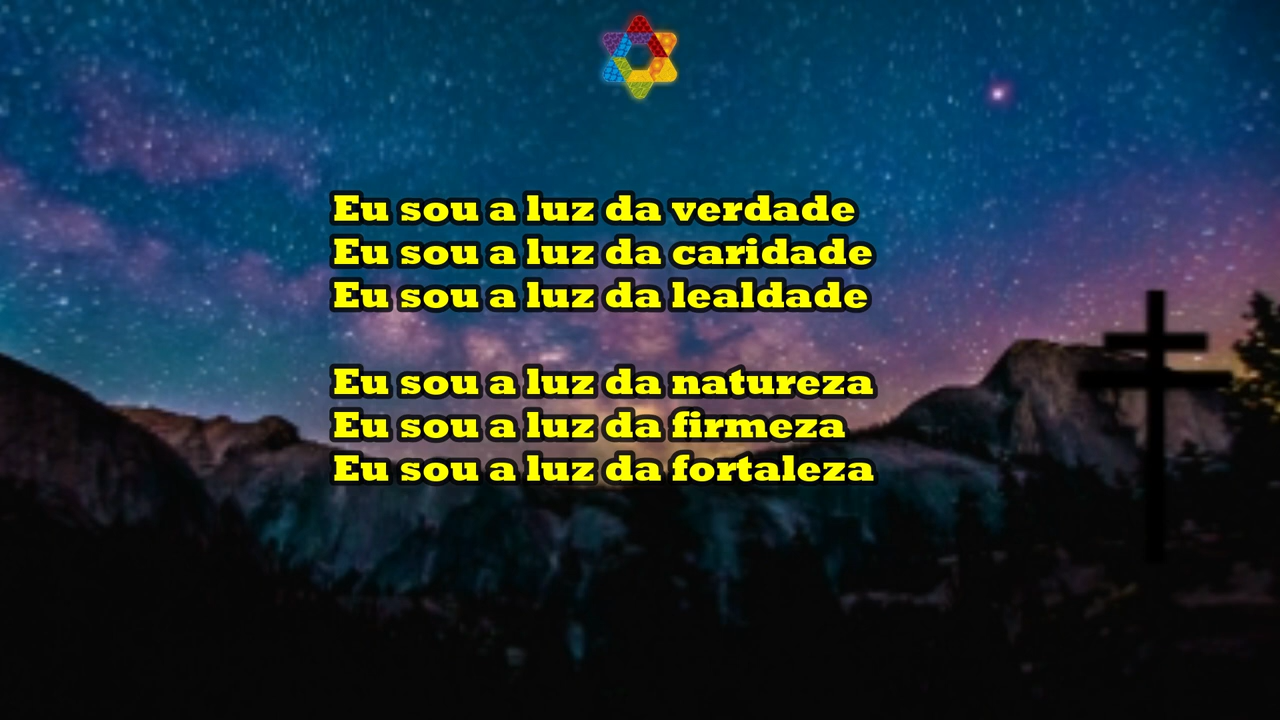 Eu sou a luz da verdade
Eu sou a luz da caridade
Eu sou a luz da lealdade
Eu sou a luz da natureza
Eu sou a luz da firmeza
Eu sou a luz da fortaleza